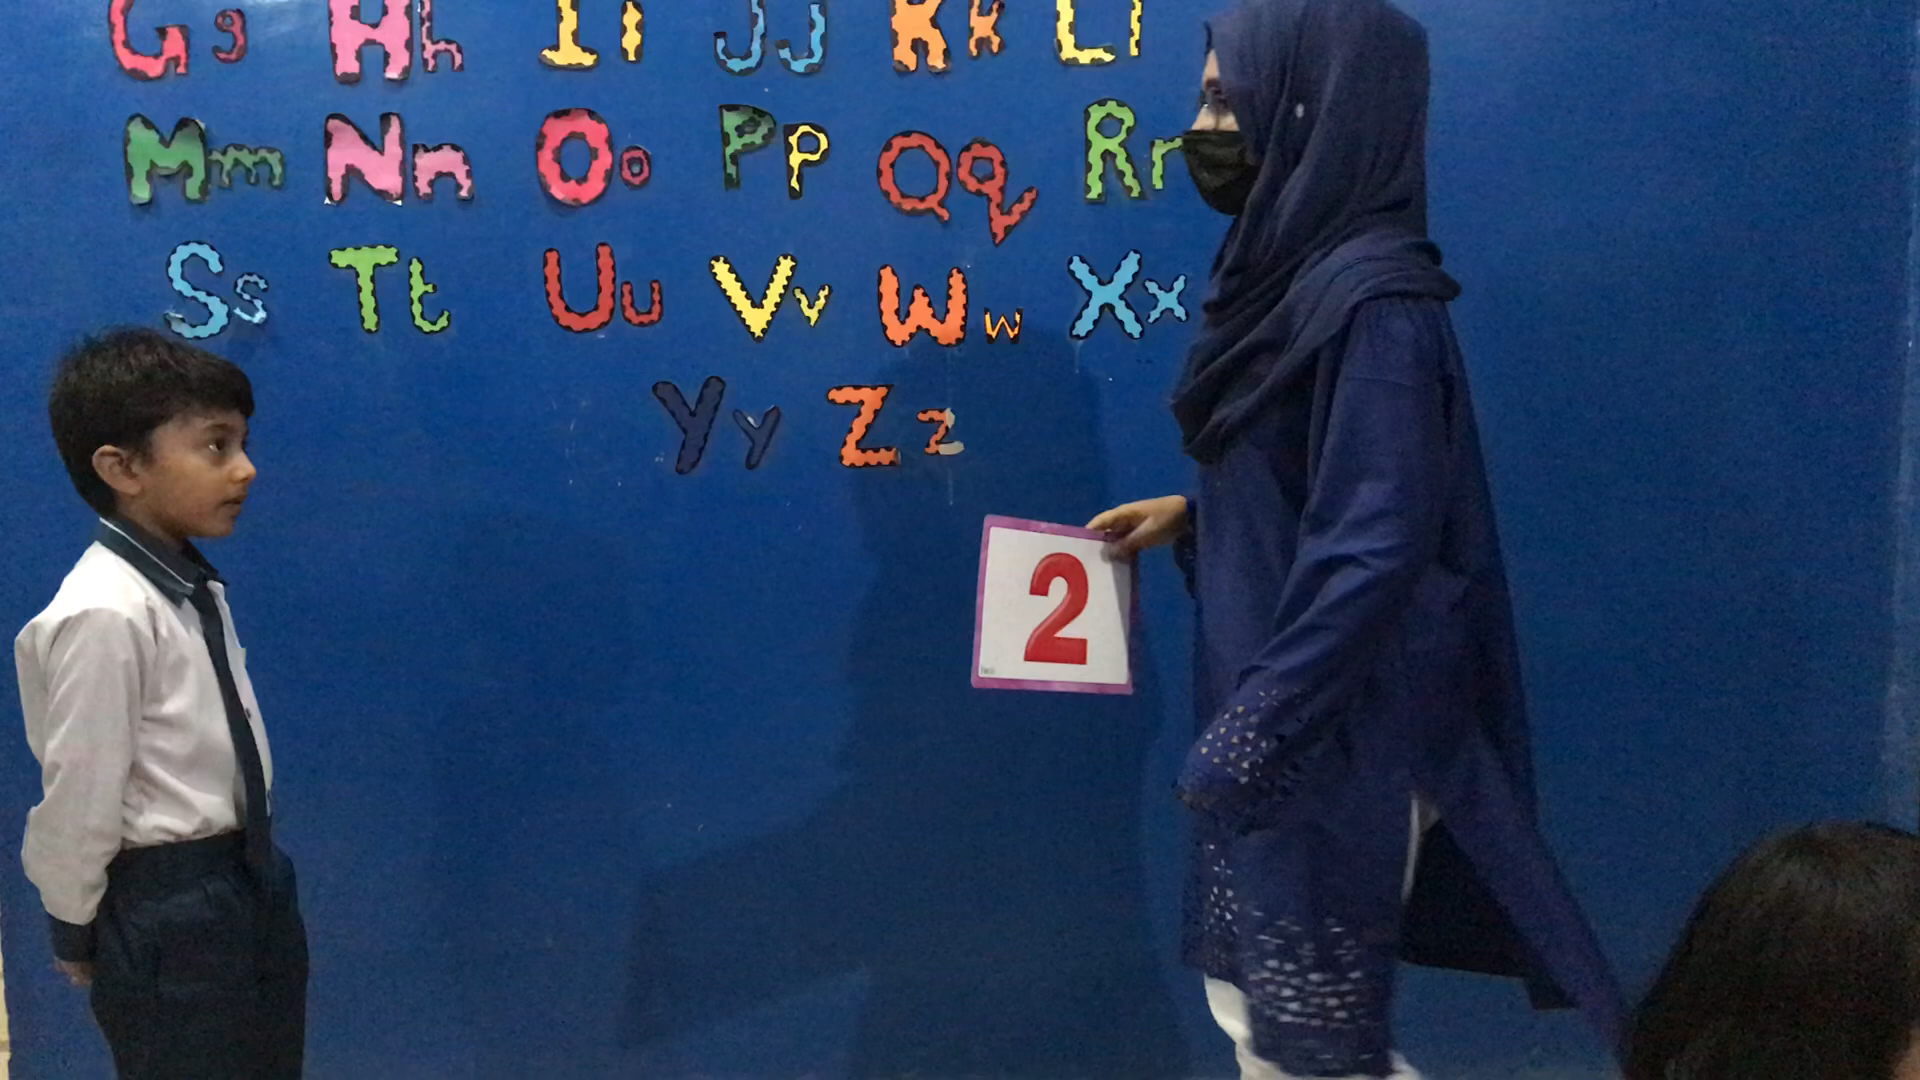 Gg Hh Ii Jj Kk Ll
Mm Nn Oo Pp Qq Rr
Ss Tt Uu Vv Ww Xx
Yy Zz
2